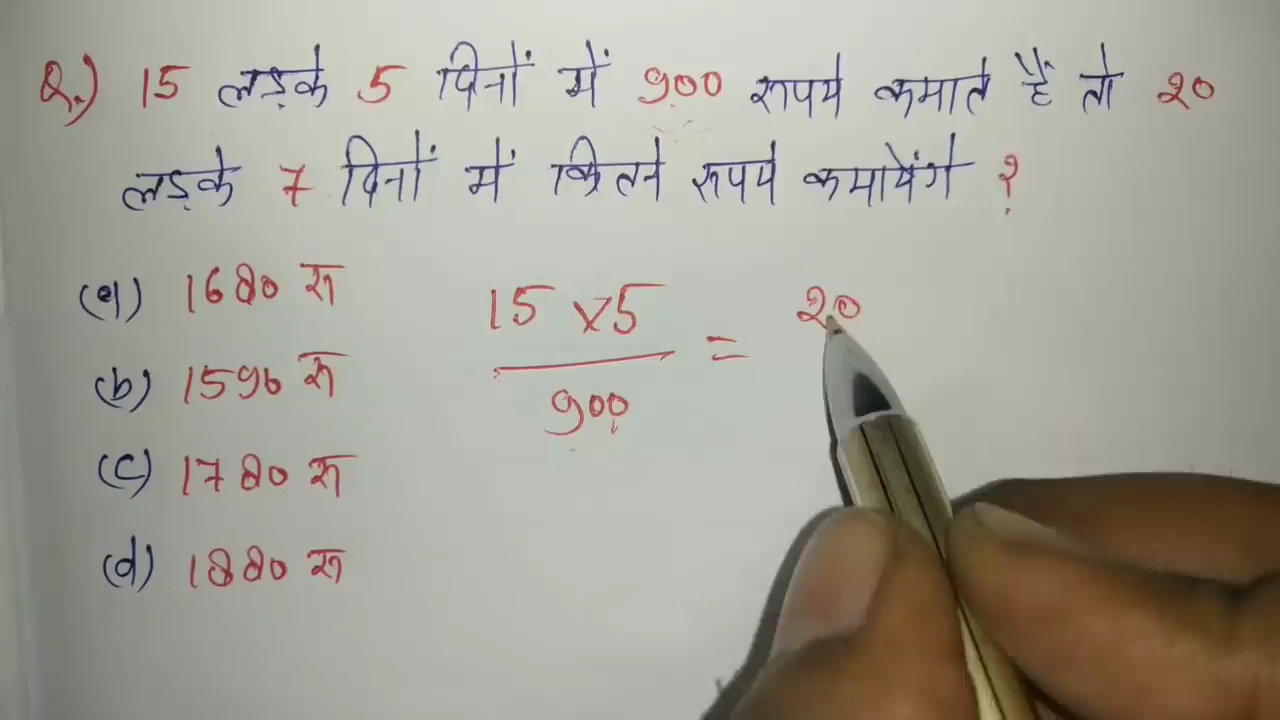 Q.) 15 लड़के 5 दिनों में 900 रूपये कमाते हैं तो 20
लड़के 7 दिनों में कितने रूपये कमायेंगे ?
(a) 1680 रु
(b) 1590 रु
(c) 1780 रु
(d) 1880 रु
15 x5
900
=
20